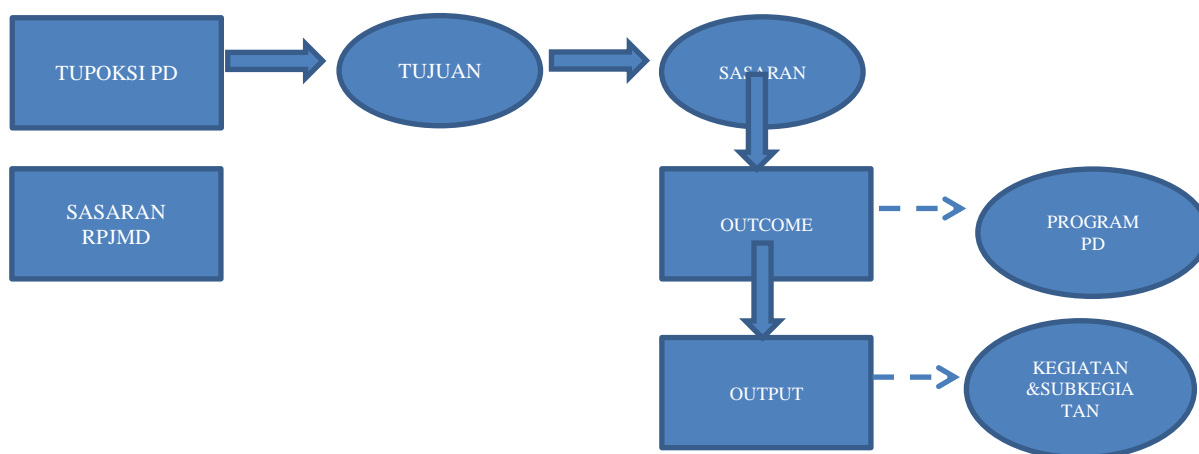 TUPOKSI PD
TUJUAN
SASARAN
SASARAN
RPJMD
OUTCOME
PROGRAM
PD
OUTPUT
KEGIATAN
&SUBKEGIA
TAN